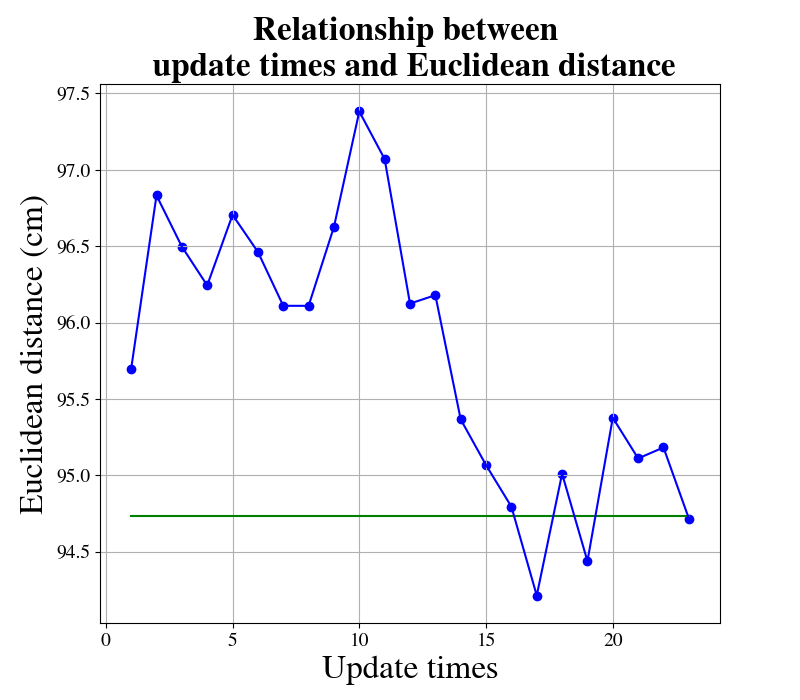 Relationship between
update times and Euclidean distance
97.5
97.0
96.5
96.0
95.5
95.0
94.5
Euclidean distance (cm)
0 5 10 15 20
Update times